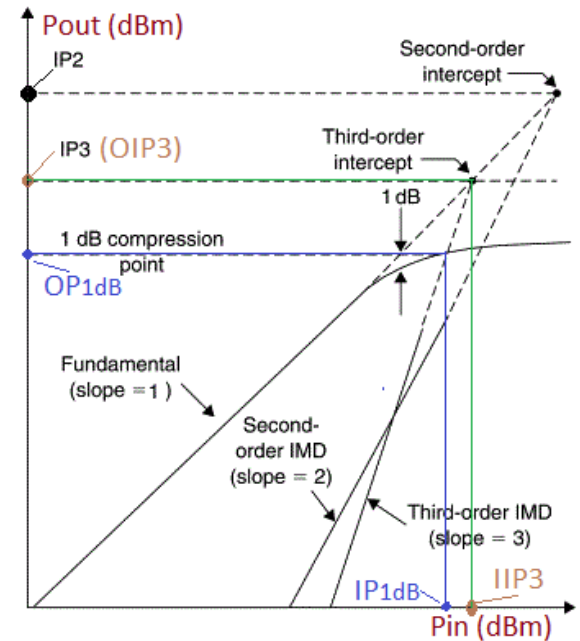 Pout (dBm)
IP2
Second-order
intercept
IP3 (OIP3)
Third-order
intercept
1 dB
1 dB compression
point
OP1dB
Fundamental
(slope =1 )
Second-
order IMD
(slope = 2)
Third-order IMD
(slope = 3)
IP1dB
IIP3
Pin (dBm)